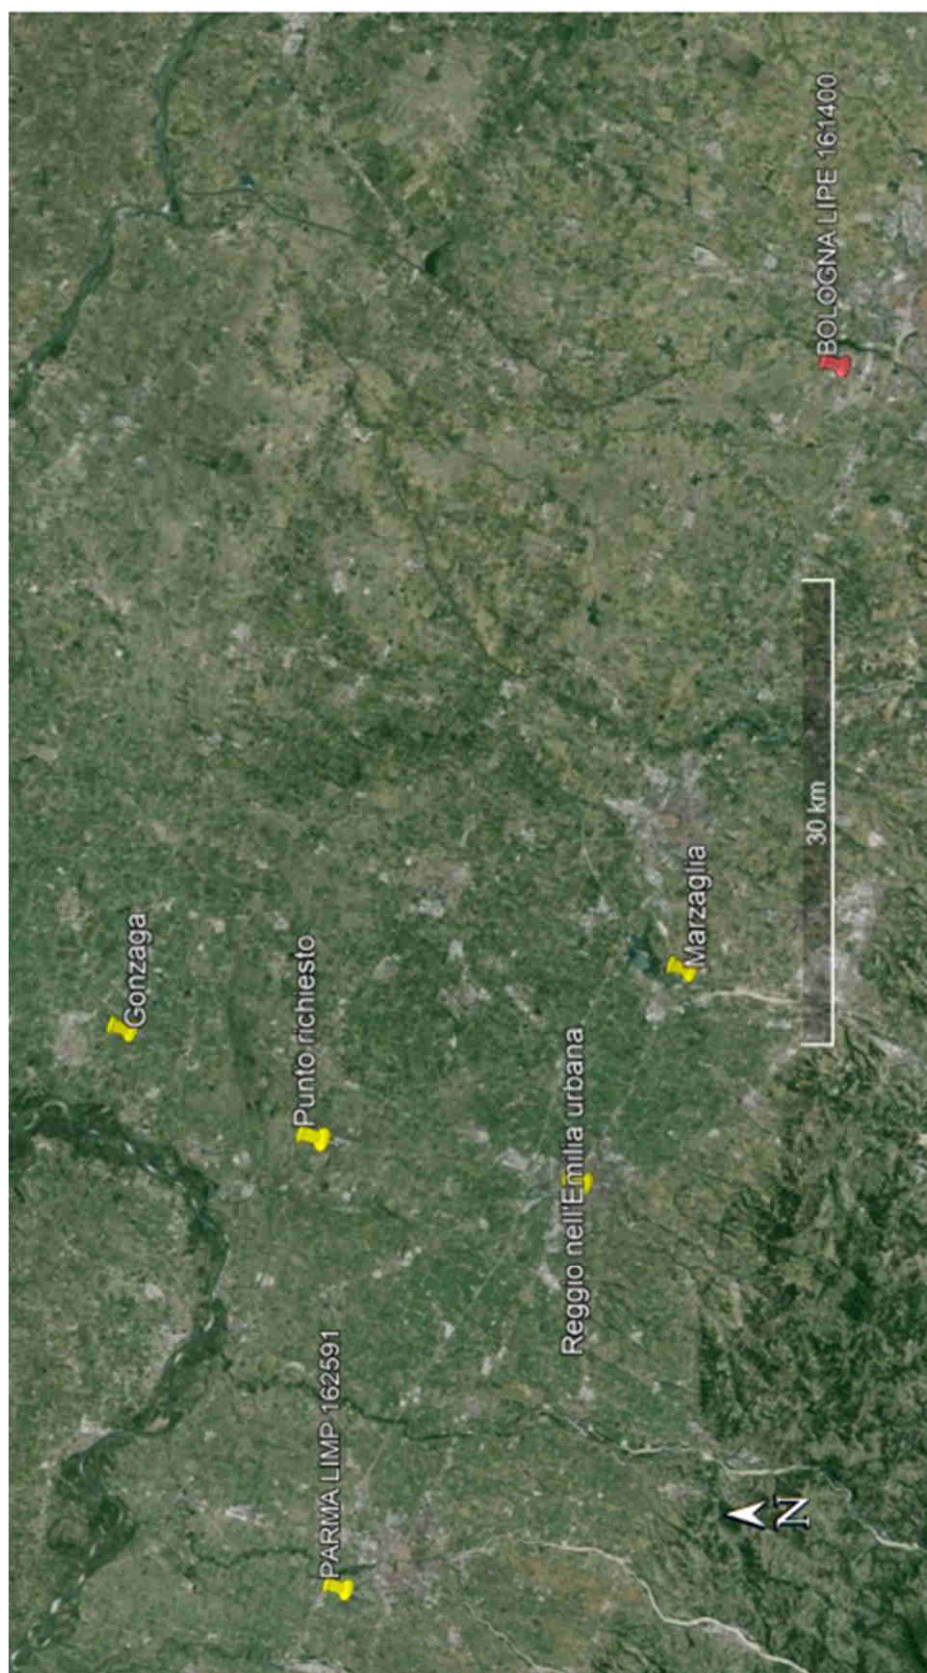 Gonzaga
Punto richiesto
PARMA LIMP 162591
Reggio nell'Emilia urbana
Marzaglia
BOLOGNA LIPE 161400
30 km
N